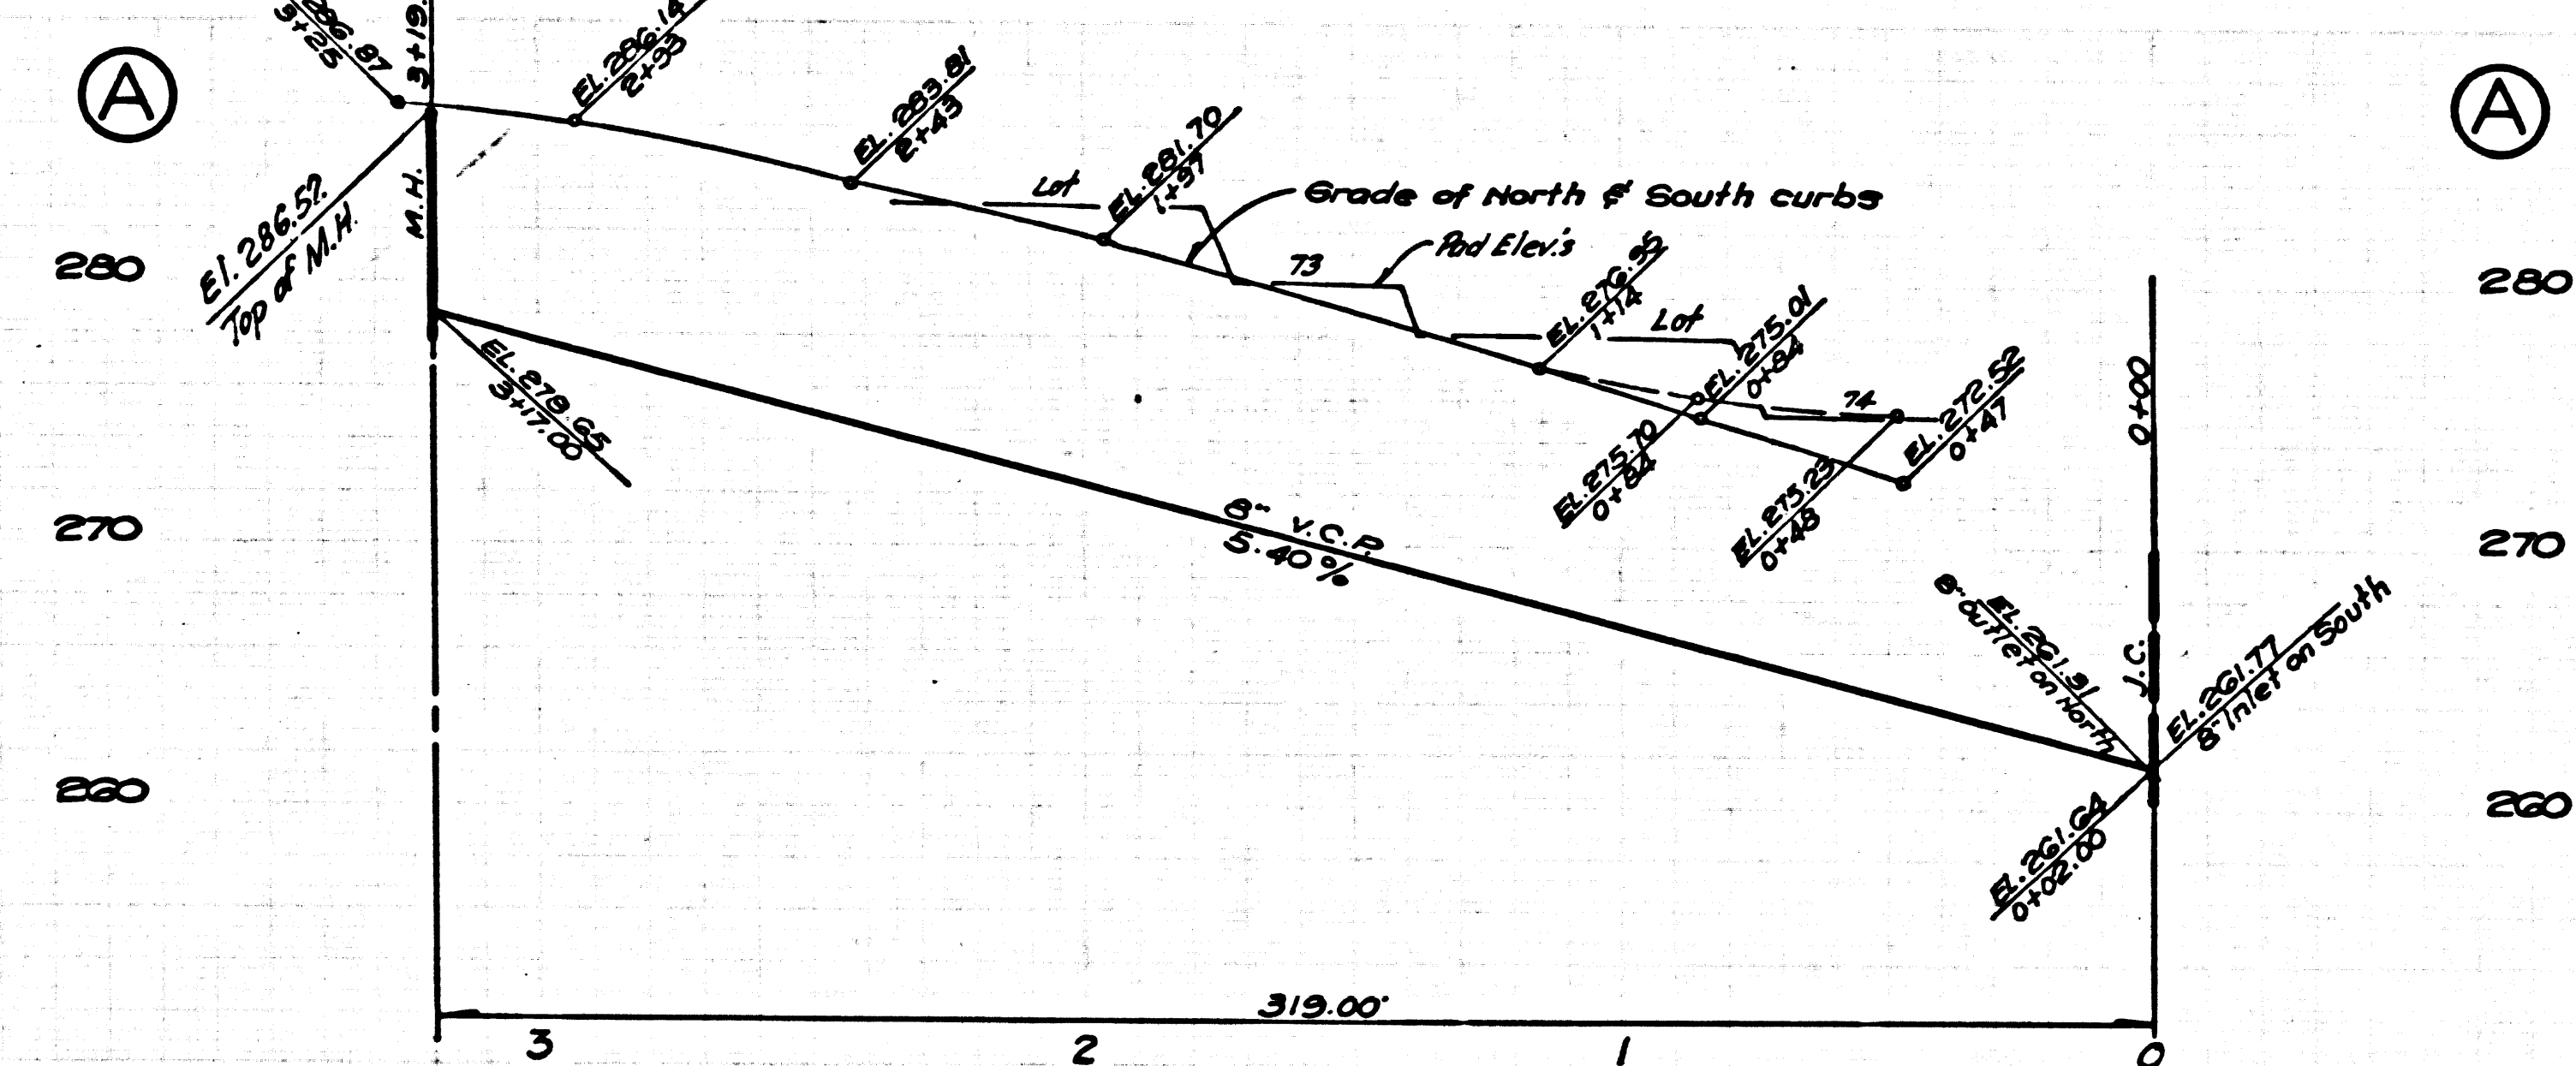 A
286.87
3+25
3+19.
EL. 286.14
2+93
EL. 283.81
2+43
EL. 281.70
1+97
A
Lot
Grade of North & South curbs
M.H.
El. 286.57
Top of M.H.
73
Pad Elev.'s
280
280
EL. 276.95
1+14
Lot
EL. 275.01
0+84
EL. 278.65
3+17.00
74
EL. 272.52
0+47
0+00
EL. 275.70
0+84
EL. 275.23
0+48
270
270
8" V.C.P.
5.40%
EL. 261.91
8" Outlet on North
J.C.
EL. 261.77
8" Inlet on South
260
260
EL. 261.64
0+02.00
319.00'
3
2
1
0